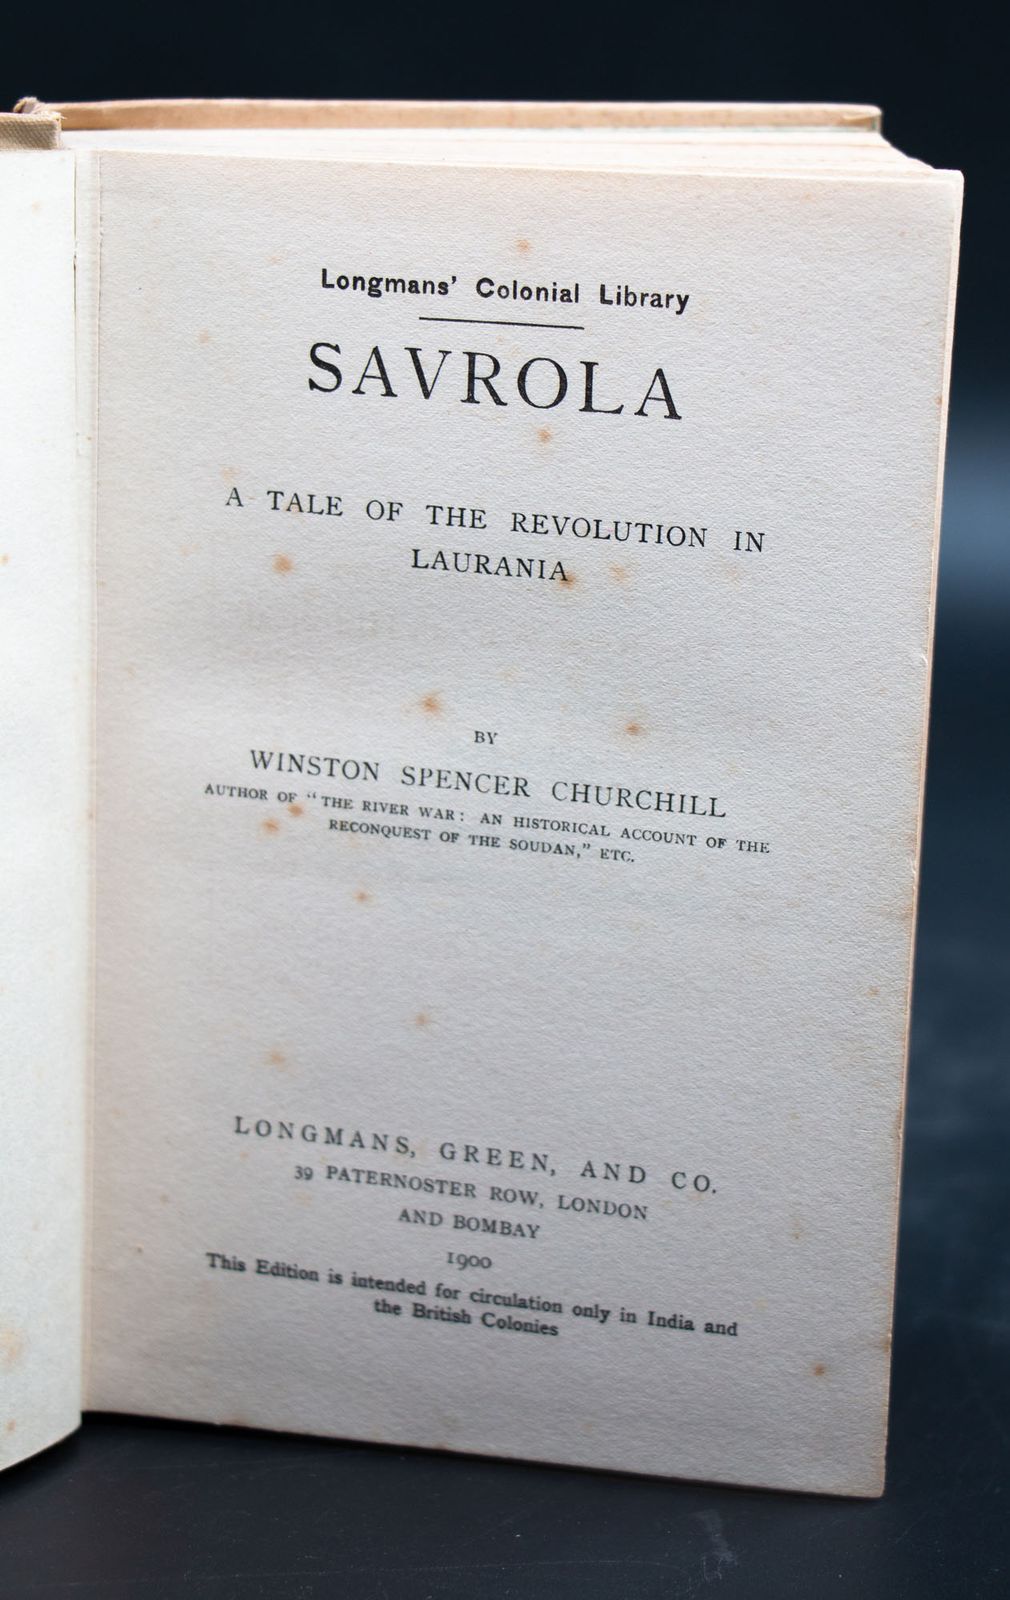 Longmans' Colonial Library
SAVROLA
A TALE OF THE REVOLUTION IN
LAURANIA
BY
WINSTON SPENCER CHURCHILL
AUTHOR OF "THE RIVER WAR: AN HISTORICAL ACCOUNT OF THE
RECONQUEST OF THE SOUDAN," ETC.
LONGMANS, GREEN, AND CO.
39 PATERNOSTER ROW, LONDON
AND BOMBAY
1900
This Edition is intended for circulation only in India and
the British Colonies